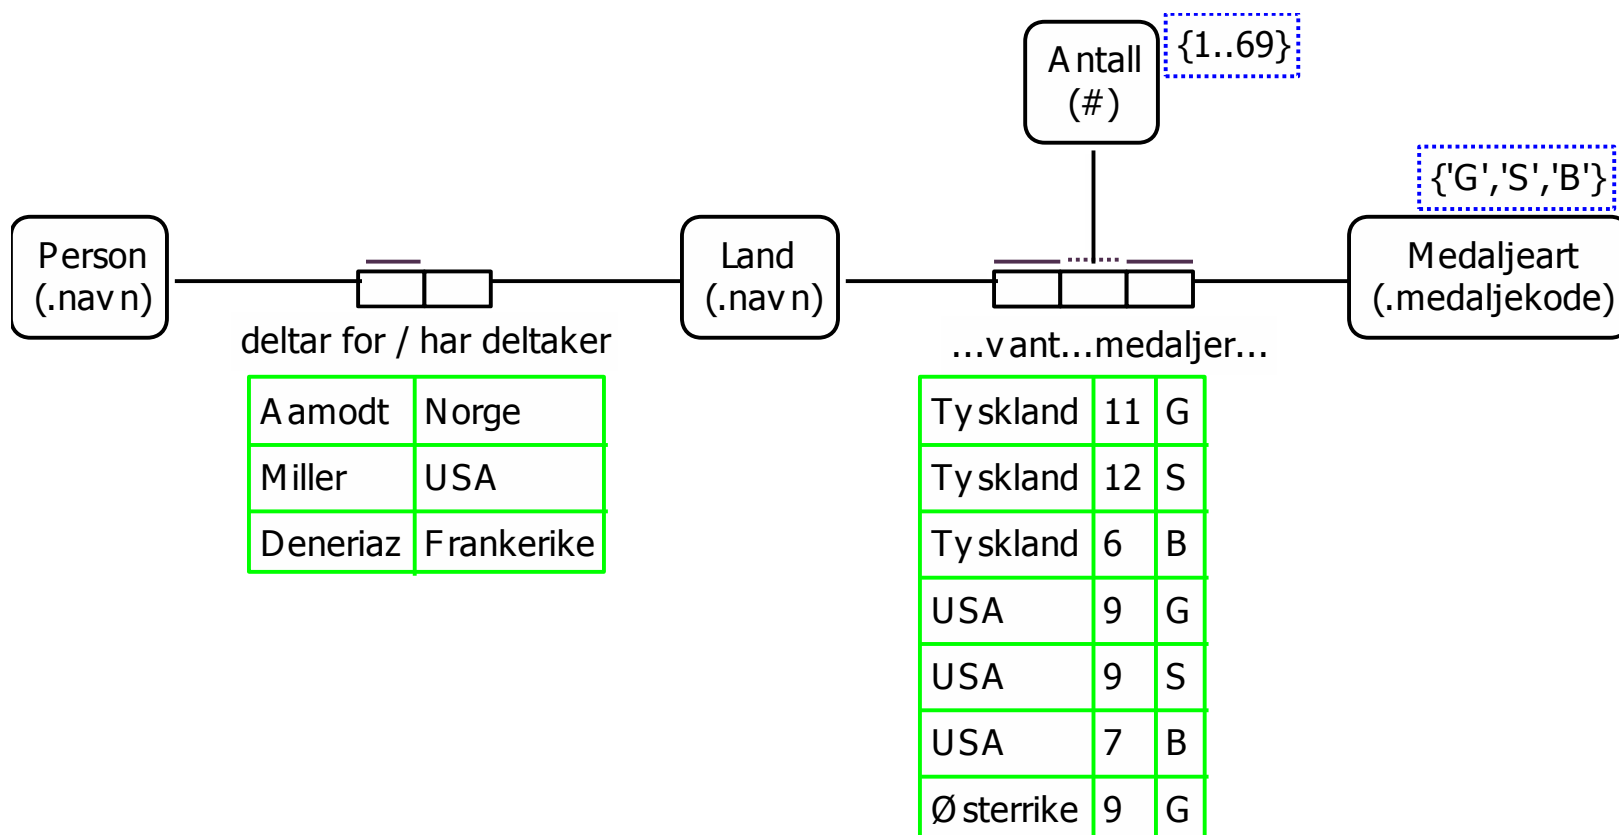 Antall
(#)
{1..69}
{'G','S','B'}
Person
(.navn)
Land
(.navn)
Medaljeart
(.medaljekode)
deltar for / har deltaker
...vant...medaljer...
Aamodt Norge
Miller USA
Deneriaz Frankerike
Tyskland 11 G
Tyskland 12 S
Tyskland 6 B
USA 9 G
USA 9 S
USA 7 B
Østerrike 9 G